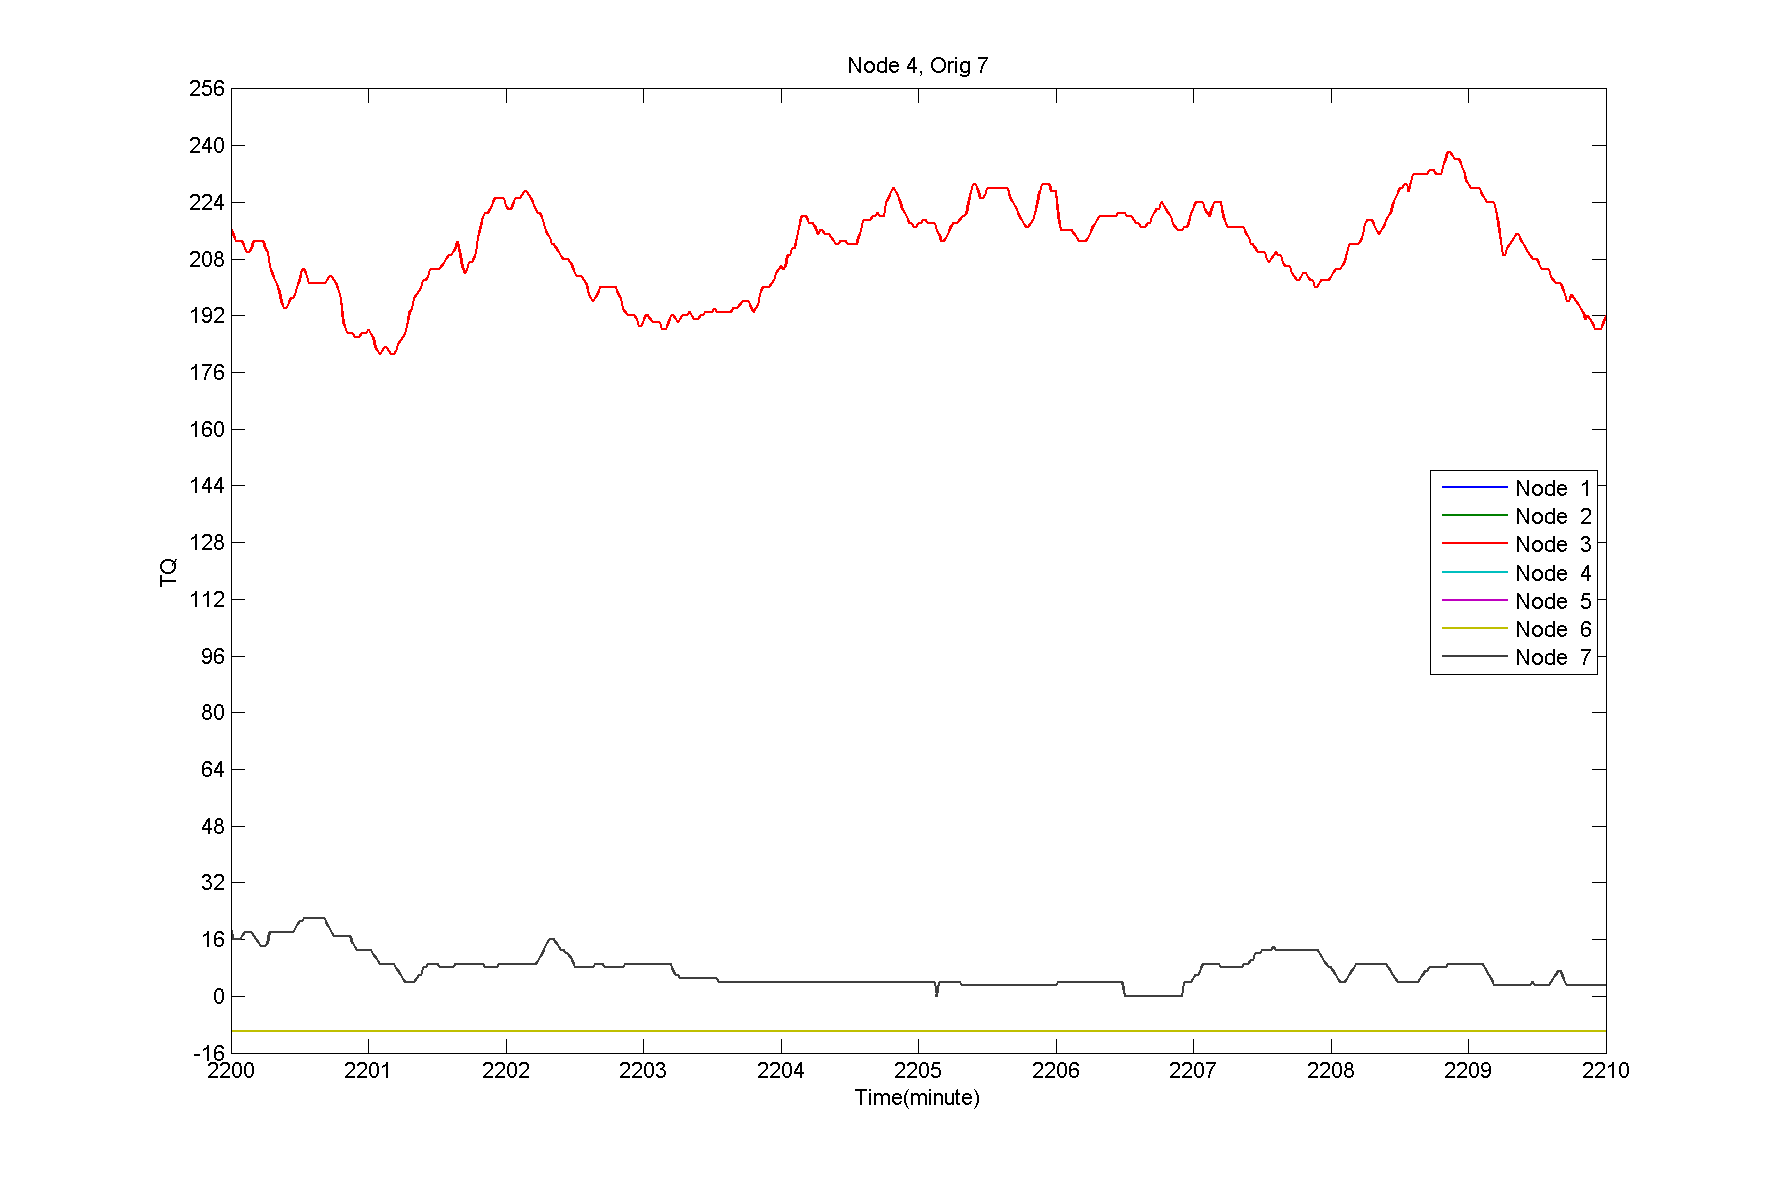 Node 4, Orig 7
256
240
224
208
192
176
160
144
128
112
96
80
64
48
32
16
0
-16
TQ
Node 1
Node 2
Node 3
Node 4
Node 5
Node 6
Node 7
2200 2201 2202 2203 2204 2205 2206 2207 2208 2209 2210
Time(minute)